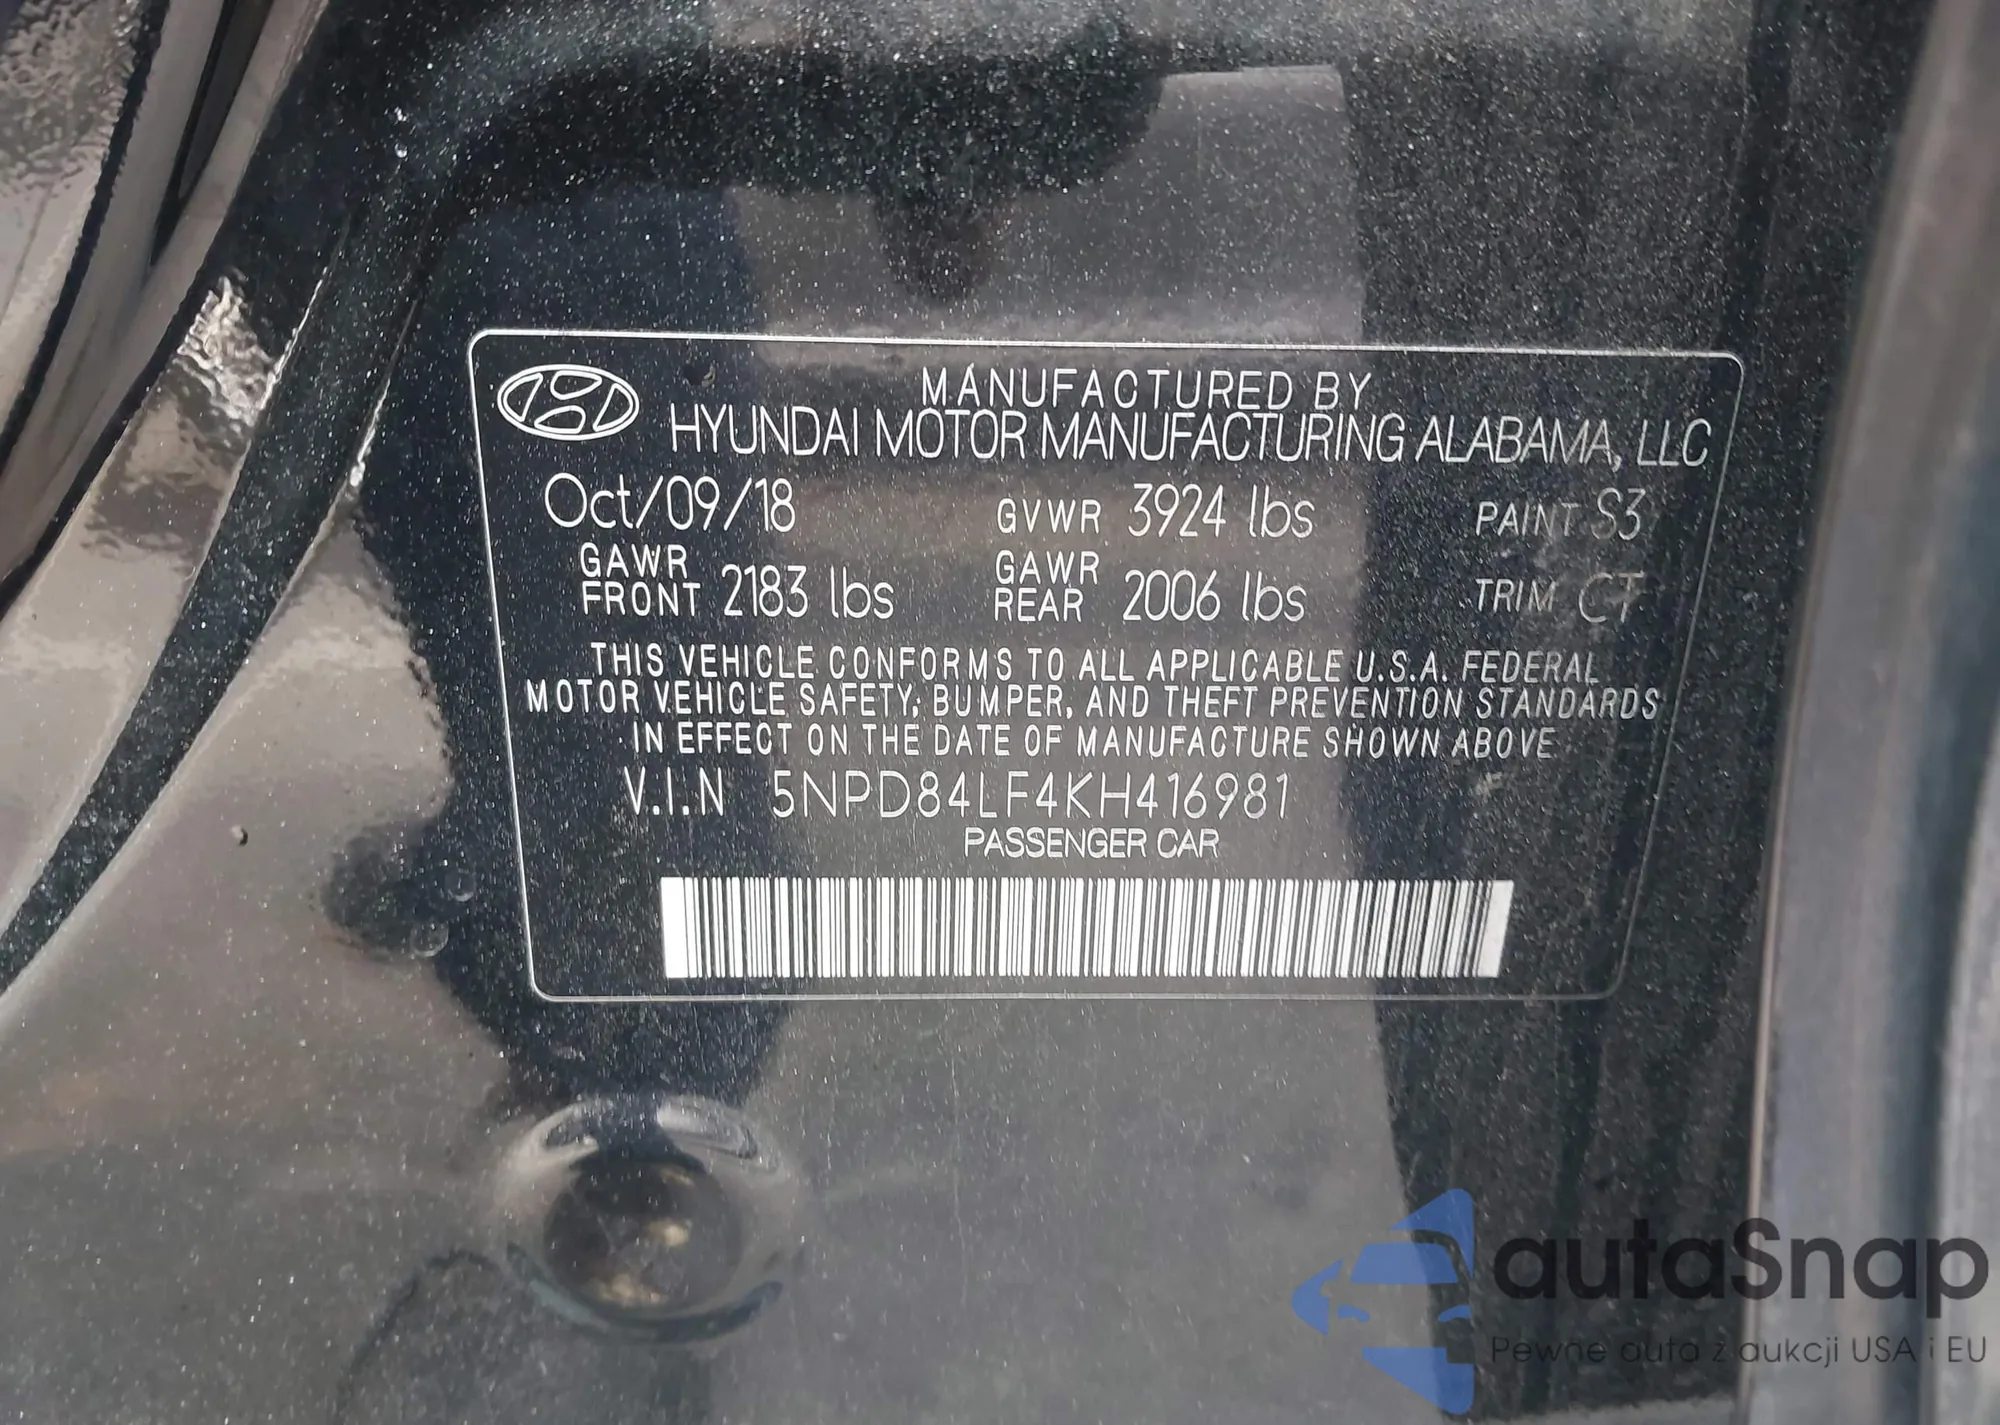 MANUFACTURED BY
HYUNDAI MOTOR MANUFACTURING ALABAMA, LLC
Oct/09/18 GVWR 3924 lbs PAINT S3
GAWR FRONT 2183 lbs GAWR REAR 2006 lbs TRIM CT
THIS VEHICLE CONFORMS TO ALL APPLICABLE U.S.A. FEDERAL
MOTOR VEHICLE SAFETY, BUMPER, AND THEFT PREVENTION STANDARDS
IN EFFECT ON THE DATE OF MANUFACTURE SHOWN ABOVE
V.I.N 5NPD84LF4KH416981
PASSENGER CAR
autaSnap
Pewne auta z aukcji USA i EU